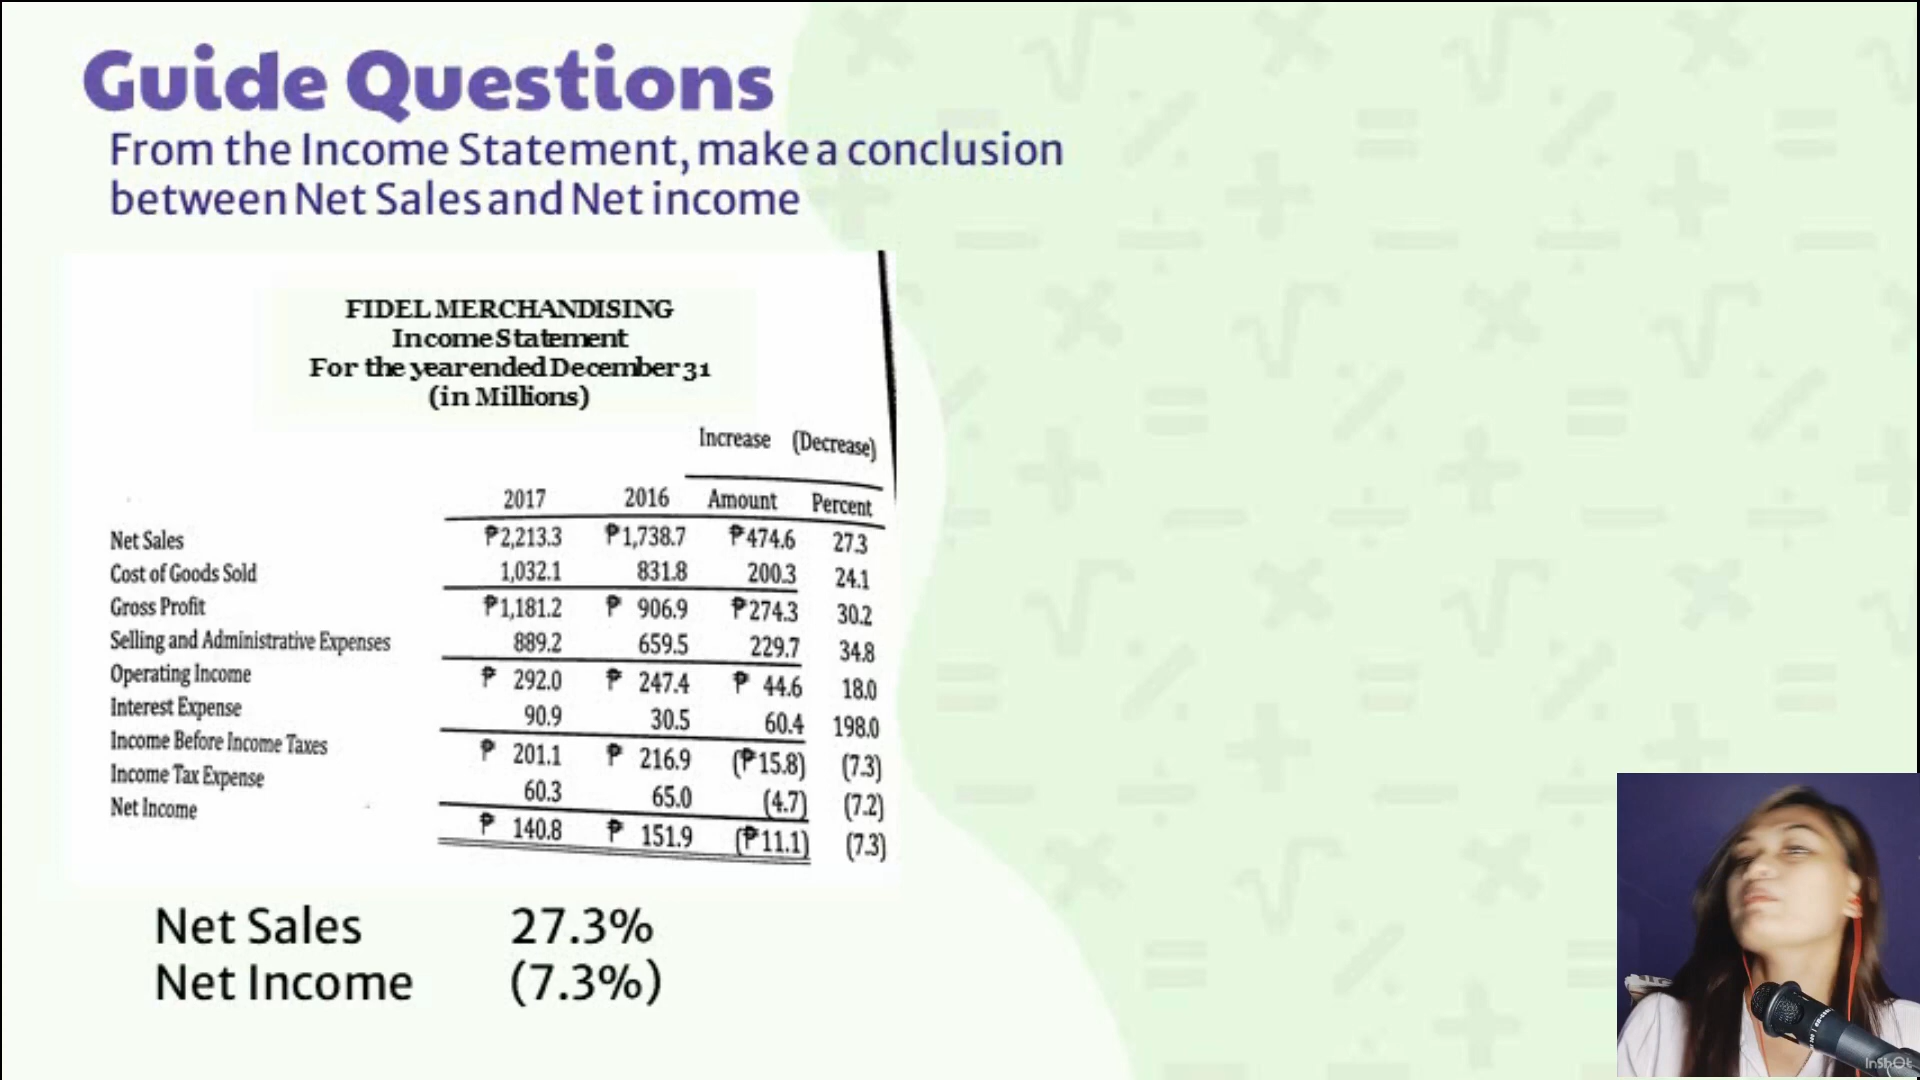 Guide Questions
From the Income Statement, make a conclusion
between Net Sales and Net income
FIDEL MERCHANDISING
Income Statement
For the year ended December 31
(in Millions)
Increase (Decrease)
2017 2016 Amount Percent
Net Sales ₱2,213.3 ₱1,738.7 ₱474.6 27.3
Cost of Goods Sold 1,032.1 831.8 200.3 24.1
Gross Profit ₱1,181.2 ₱ 906.9 ₱274.3 30.2
Selling and Administrative Expenses 889.2 659.5 229.7 34.8
Operating Income ₱ 292.0 ₱ 247.4 ₱ 44.6 18.0
Interest Expense 90.9 30.5 60.4 198.0
Income Before Income Taxes ₱ 201.1 ₱ 216.9 (₱15.8) (7.3)
Income Tax Expense 60.3 65.0 (4.7) (7.2)
Net Income ₱ 140.8 ₱ 151.9 (₱11.1) (7.3)
Net Sales 27.3%
Net Income (7.3%)
InShOt